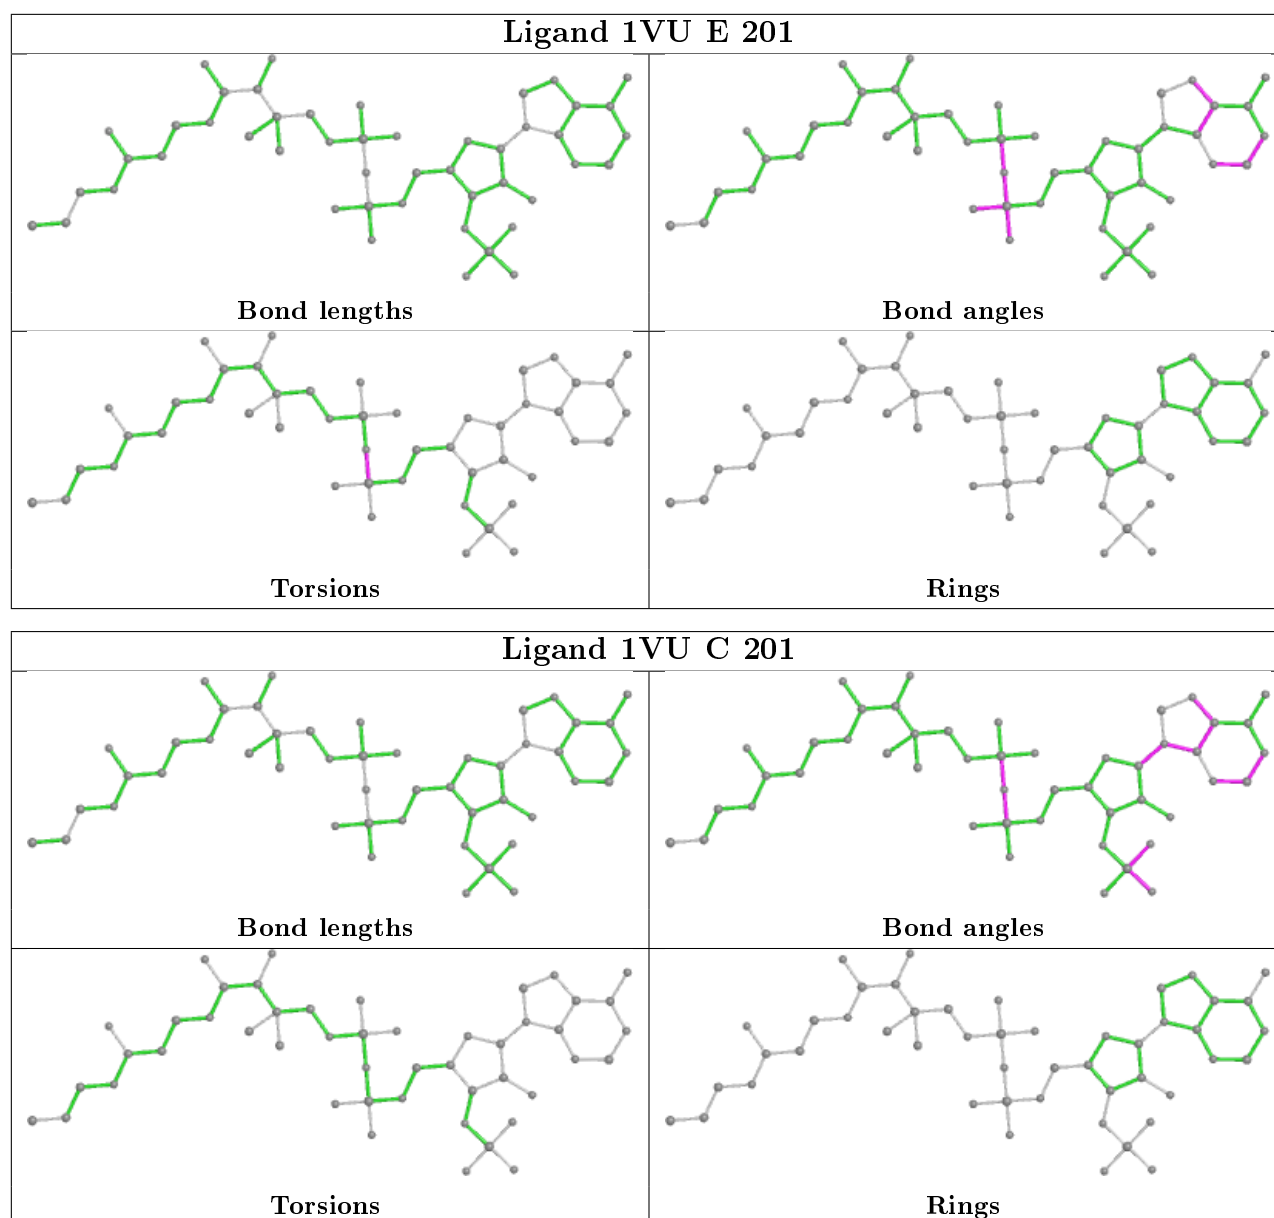 Ligand 1VU E 201
Bond lengths
Bond angles
Torsions
Rings
Ligand 1VU C 201
Bond lengths
Bond angles
Torsions
Rings